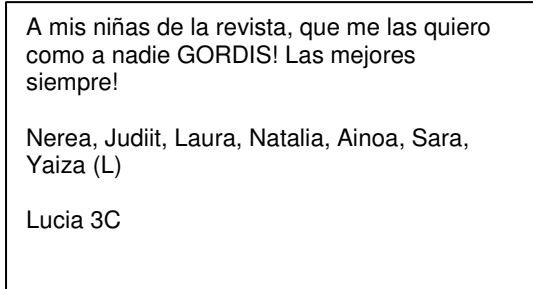 A mis niñas de la revista, que me las quiero
como a nadie GORDIS! Las mejores
siempre!
Nerea, Judiit, Laura, Natalia, Ainoa, Sara,
Yaiza (L)
Lucia 3C